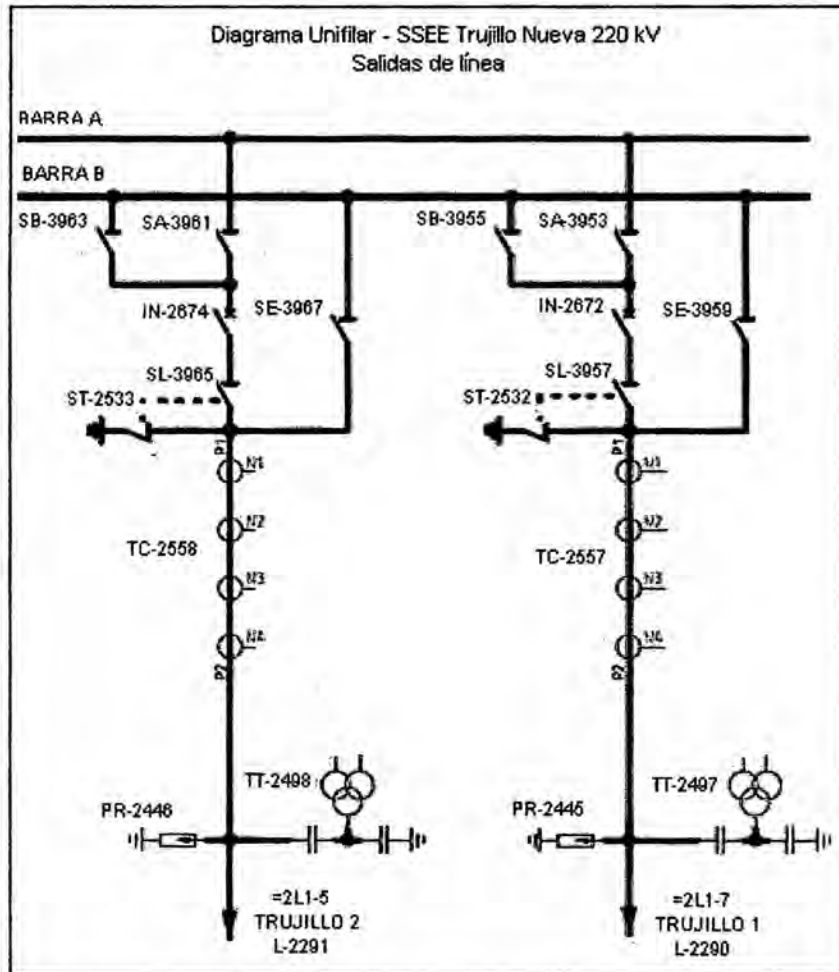 Diagrama Unifilar - SSEE Trujillo Nueva 220 kV
Salidas de línea
BARRA A
BARRA B
SB-3963
SA-3961
SB-3955
SA-3953
IN-2674
SE-3967
IN-2672
SE-3959
SL-3965
SL-3957
ST-2533
ST-2532
P1
N1
P1
N1
N2
N2
TC-2558
TC-2557
N3
N3
N4
N4
P2
P2
TT-2498
TT-2497
PR-2446
PR-2445
=2L1-5
TRUJILLO 2
L-2291
=2L1-7
TRUJILLO 1
L-2290